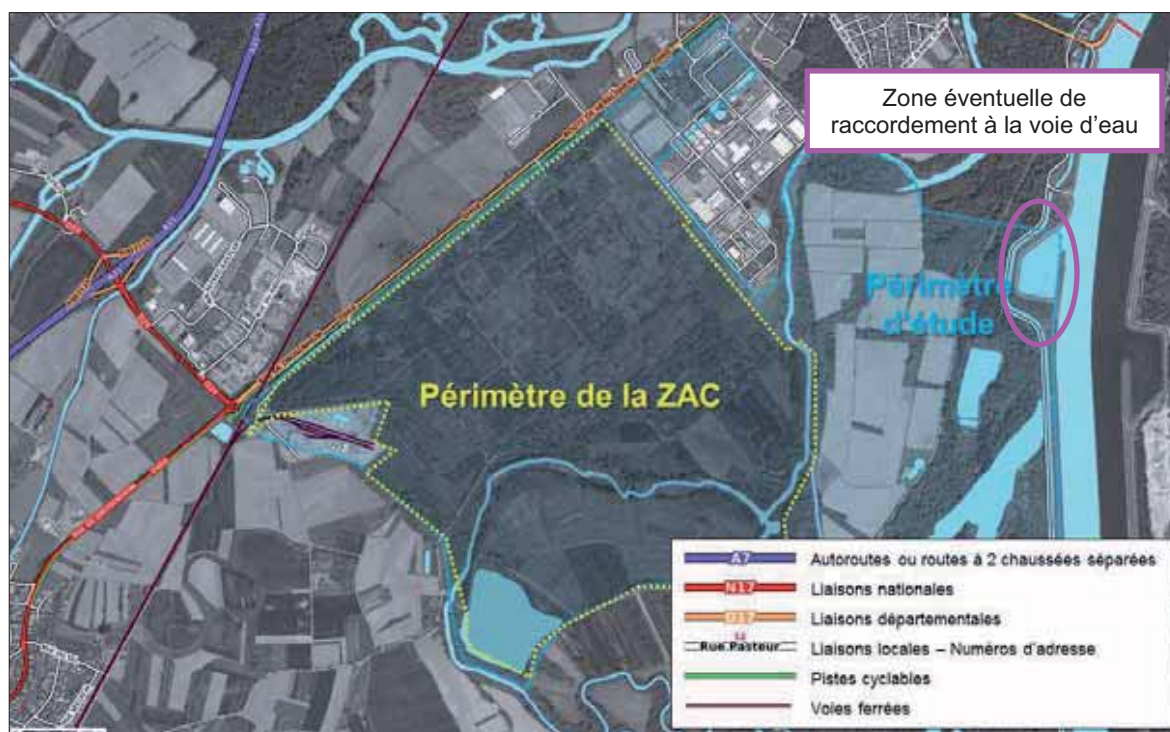 Zone éventuelle de
raccordement à la voie d'eau
Périmètre
d'étude
Périmètre de la ZAC
A7 Autoroutes ou routes à 2 chaussées séparées
N17 Liaisons nationales
D17 Liaisons départementales
12
Rue Pasteur Liaisons locales – Numéros d'adresse
Pistes cyclables
Voies ferrées